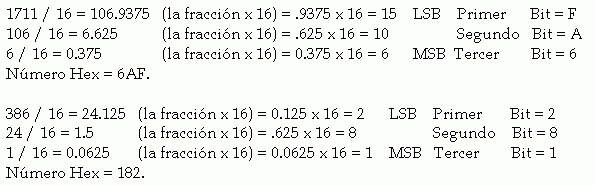 1711 / 16 = 106.9375 (la fracción x 16) = .9375 x 16 = 15 LSB Primer Bit = F
106 / 16 = 6.625 (la fracción x 16) = .625 x 16 = 10 Segundo Bit = A
6 / 16 = 0.375 (la fracción x 16) = 0.375 x 16 = 6 MSB Tercer Bit = 6
Número Hex = 6AF.
386 / 16 = 24.125 (la fracción x 16) = 0.125 x 16 = 2 LSB Primer Bit = 2
24 / 16 = 1.5 (la fracción x 16) = .625 x 16 = 8 Segundo Bit = 8
1 / 16 = 0.0625 (la fracción x 16) = 0.0625 x 16 = 1 MSB Tercer Bit = 1
Número Hex = 182.